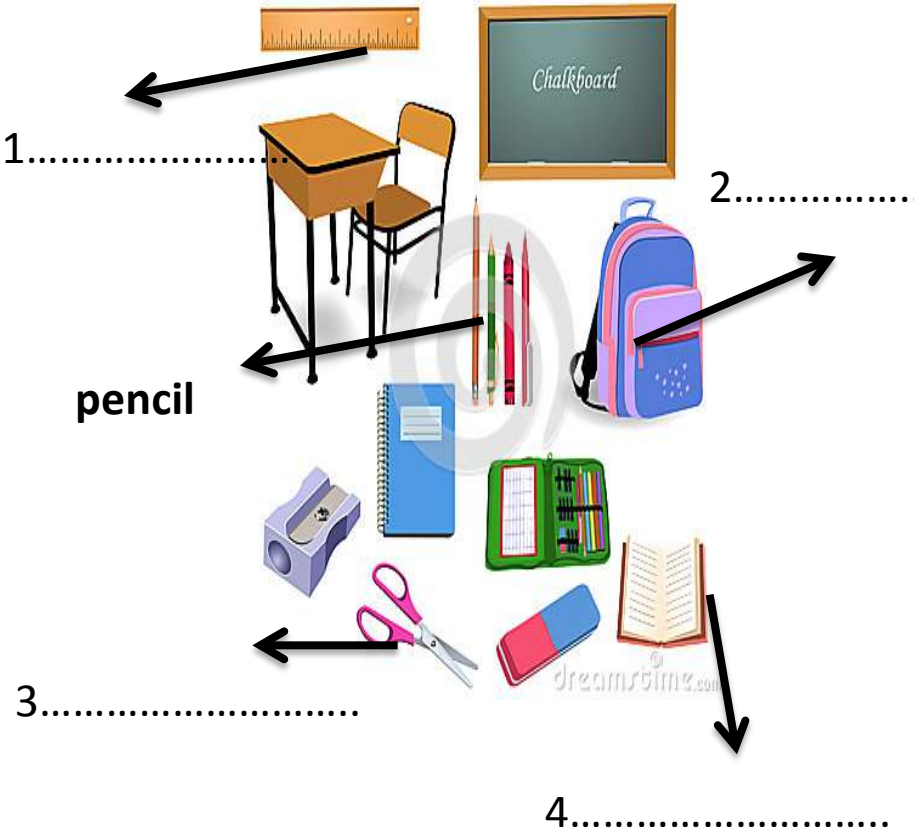 Chalkboard
1……………………
2……………..
pencil
dreamstime.com
3………………………..
4………………………..